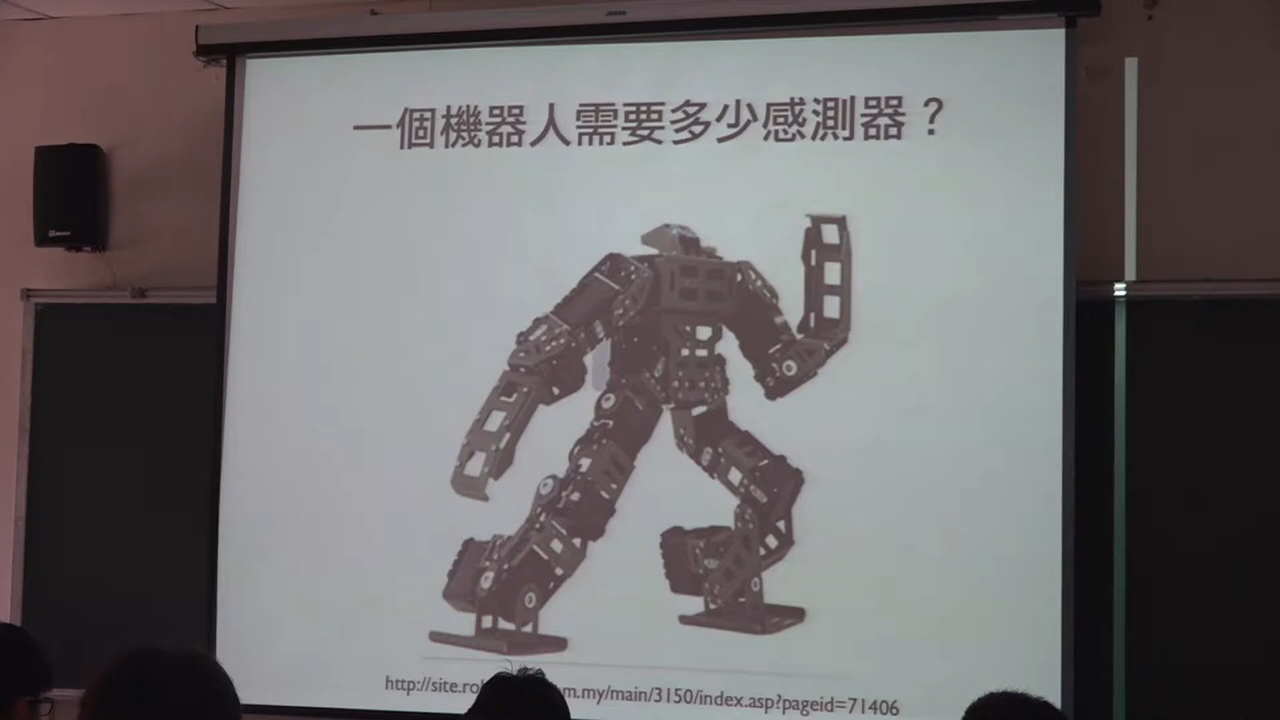 一個機器人需要多少感測器？
http://site.ro m.my/main/3150/index.asp?pageid=71406